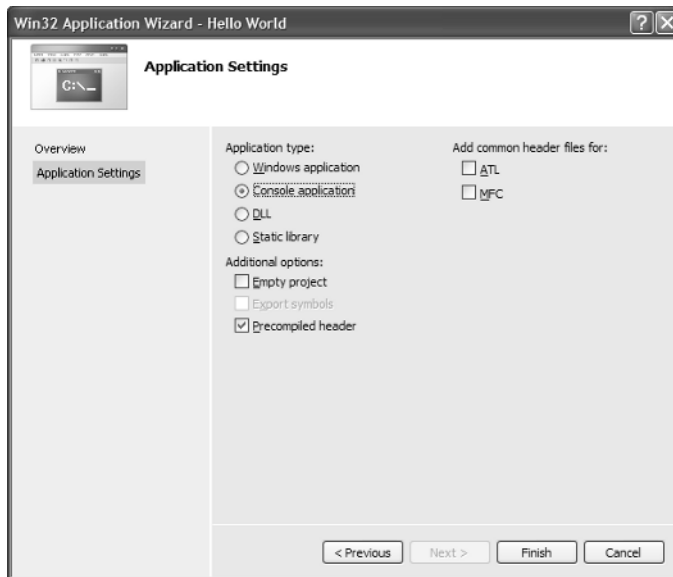 Win32 Application Wizard - Hello World
Application Settings
C:\_
Overview
Application Settings
Application type:
Windows application
Console application
DLL
Static library
Additional options:
Empty project
Export symbols
Precompiled header
Add common header files for:
ATL
MFC
< Previous
Next >
Finish
Cancel